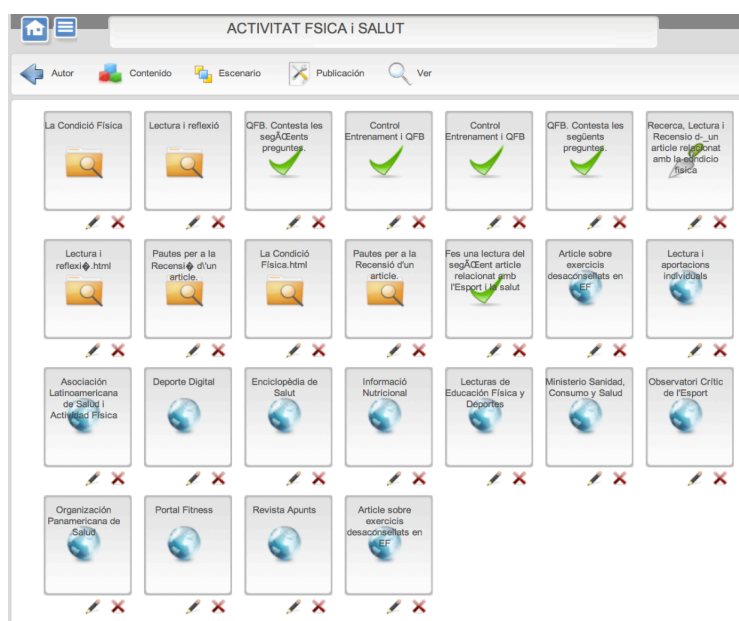 ACTIVITAT FSICA i SALUT
Autor
Contenido
Escenario
Publicación
Ver
La Condició Física
Lectura i reflexió
QFB. Contesta les
segÃŒents
preguntes.
Control
Entrenament i QFB
Control
Entrenament i QFB
QFB. Contesta les
següents
preguntes.
Recerca, Lectura i
Recensio d-_un
article relacionat
amb la condicio
fisica
Lectura i
reflexi�.html
Pautes per a la
Recensi� d\'un
article.
La Condició
Física.html
Pautes per a la
Recensió d'un
article.
Fes una lectura del
segÃŒent article
relacionat amb
l'Esport i la salut
Article sobre
exercicis
desaconsellats en
EF
Lectura i
aportacions
individuals
Asociación
Latinoamericana
de Salud i
Actividad Física
Deporte Digital
Enciclopèdia de
Salut
Informació
Nutricional
Lecturas de
Educación Física y
Deportes
Ministerio Sanidad,
Consumo y Salud
Observatori Crític
de l'Esport
Organización
Panamericana de
Salud
Portal Fitness
Revista Apunts
Article sobre
exercicis
desaconsellats en
EF